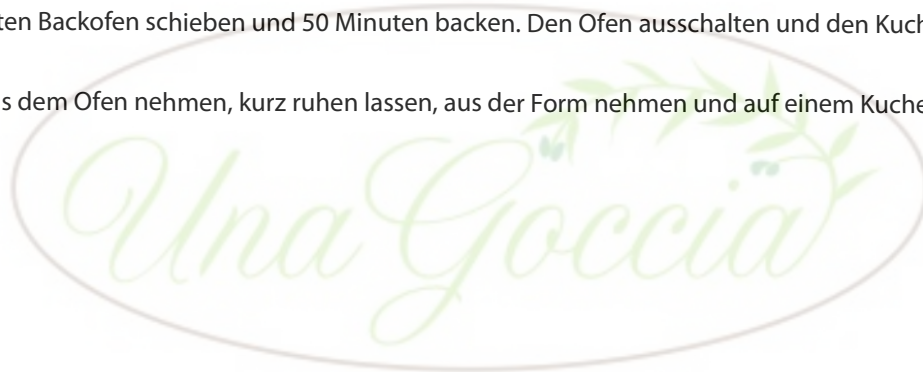 ten Backofen schieben und 50 Minuten backen. Den Ofen ausschalten und den Kuch
s dem Ofen nehmen, kurz ruhen lassen, aus der Form nehmen und auf einem Kuche
Una Goccia